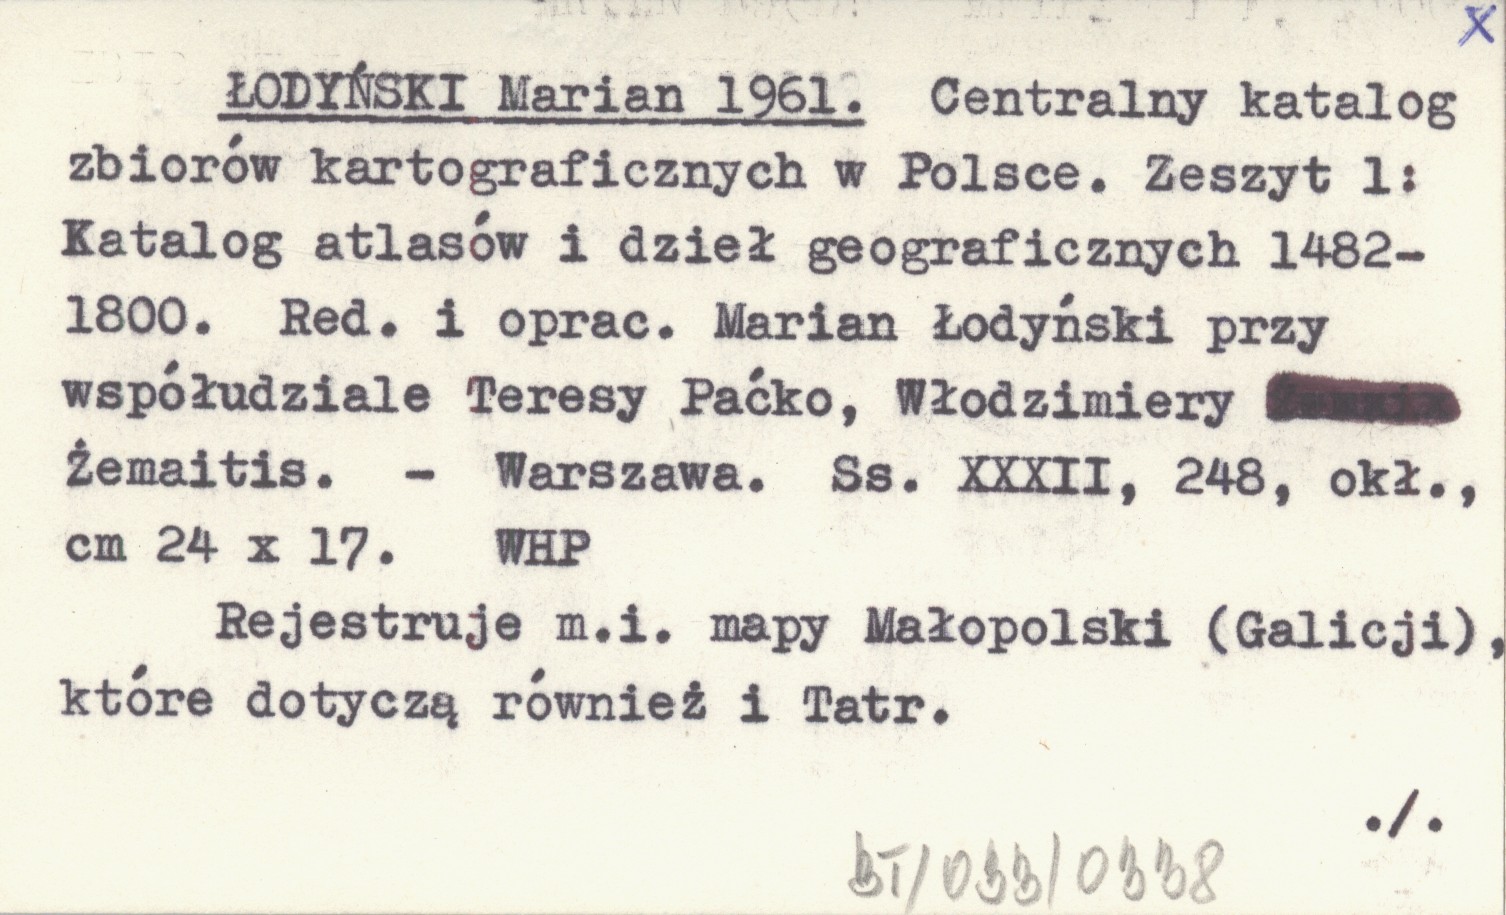 X
ŁODYŃSKI Marian 1961. Centralny katalog
zbiorów kartograficznych w Polsce. Zeszyt 1:
Katalog atlasów i dzieł geograficznych 1482-
1800. Red. i oprac. Marian Łodyński przy
współudziale Teresy Paćko, Włodzimiery
Żemaitis. - Warszawa. Ss. XXXII, 248, okł.,
cm 24 x 17. WHP
Rejestruje m.i. mapy Małopolski (Galicji),
które dotyczą również i Tatr.
./.
BT/033/0338